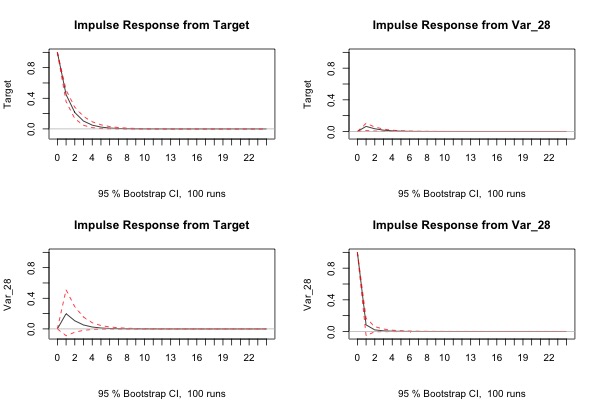 Impulse Response from Target
Target
0.0 0.4 0.8
0 2 4 6 8 10 13 16 19 22
95 % Bootstrap CI, 100 runs
Impulse Response from Var_28
Target
0.0 0.4 0.8
0 2 4 6 8 10 13 16 19 22
95 % Bootstrap CI, 100 runs
Impulse Response from Target
Var_28
0.0 0.4 0.8
0 2 4 6 8 10 13 16 19 22
95 % Bootstrap CI, 100 runs
Impulse Response from Var_28
Var_28
0.0 0.4 0.8
0 2 4 6 8 10 13 16 19 22
95 % Bootstrap CI, 100 runs